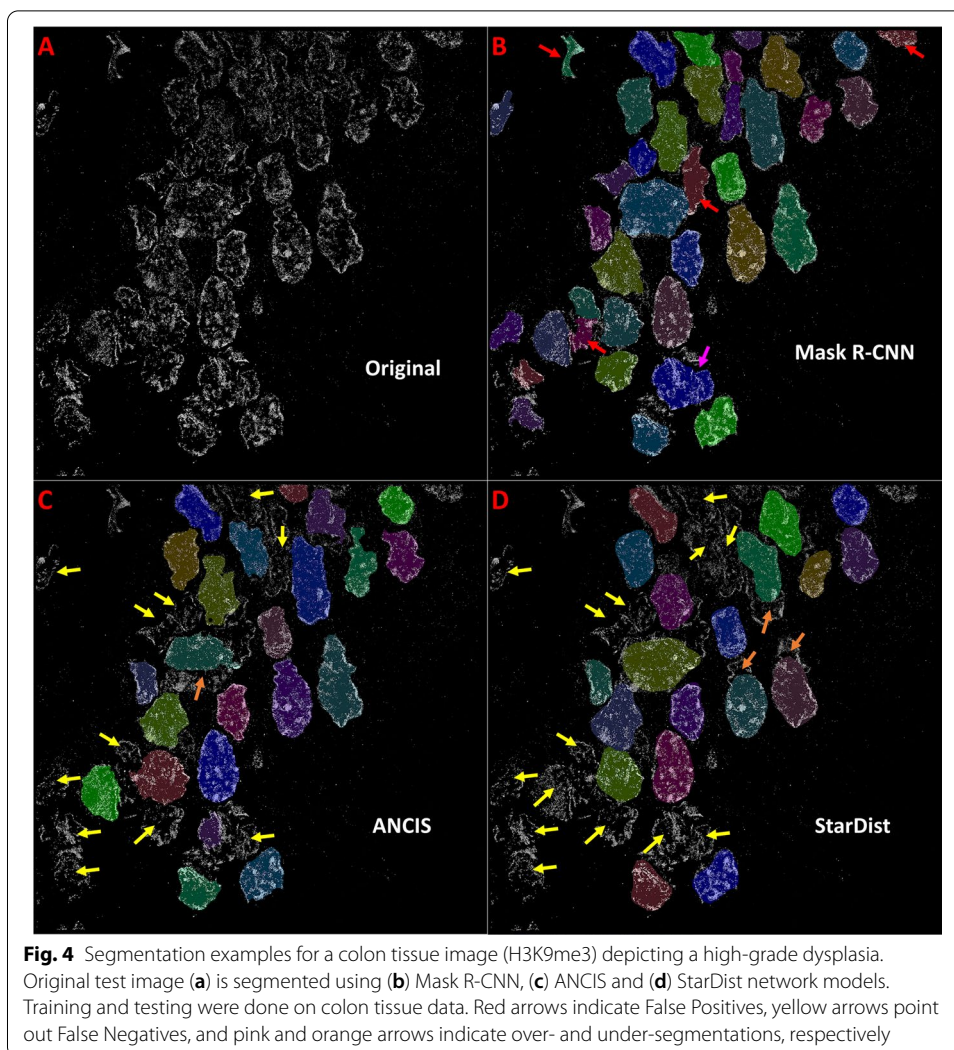 A
B
Original
Mask R-CNN
C
D
ANCIS
StarDist
Fig. 4 Segmentation examples for a colon tissue image (H3K9me3) depicting a high-grade dysplasia.
Original test image (a) is segmented using (b) Mask R-CNN, (c) ANCIS and (d) StarDist network models.
Training and testing were done on colon tissue data. Red arrows indicate False Positives, yellow arrows point
out False Negatives, and pink and orange arrows indicate over- and under-segmentations, respectively